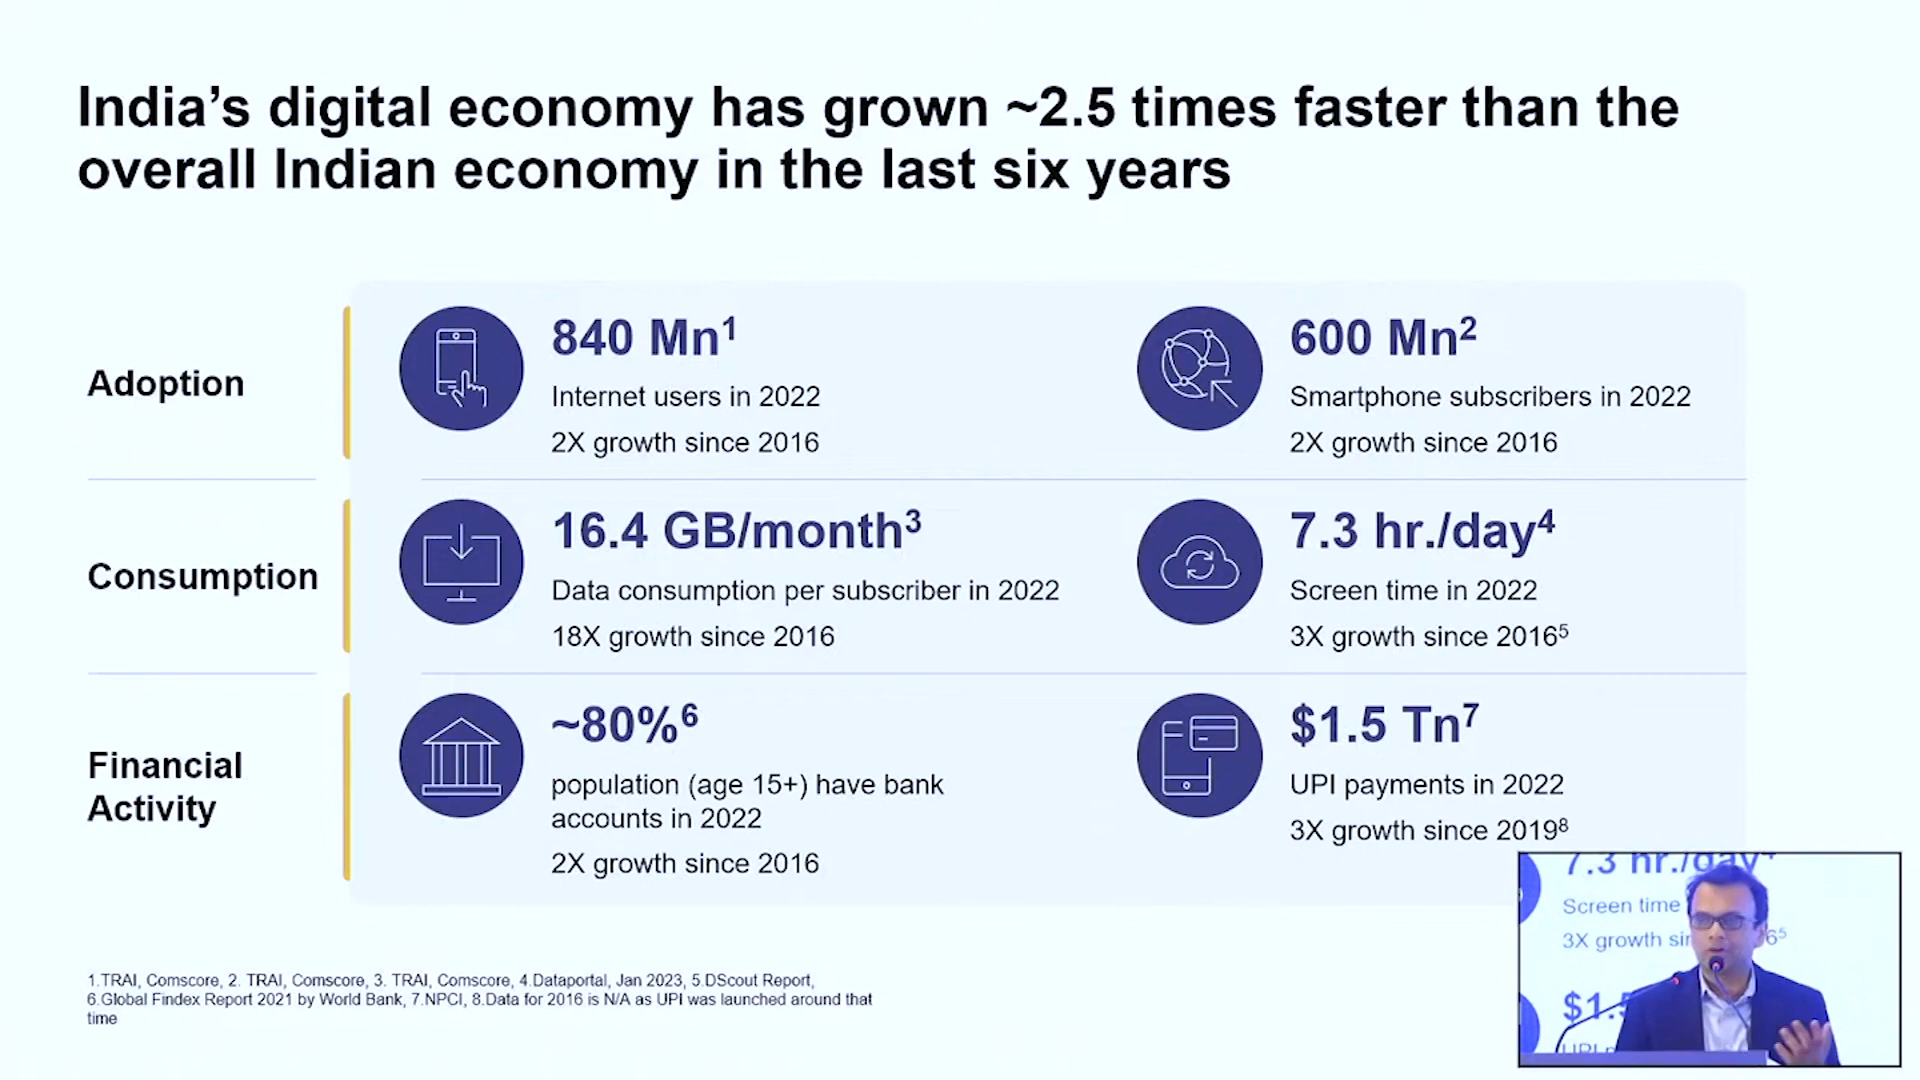 India’s digital economy has grown ~2.5 times faster than the
overall Indian economy in the last six years
Adoption
840 Mn1
Internet users in 2022
2X growth since 2016
600 Mn2
Smartphone subscribers in 2022
2X growth since 2016
Consumption
16.4 GB/month3
Data consumption per subscriber in 2022
18X growth since 2016
7.3 hr./day4
Screen time in 2022
3X growth since 20165
Financial
Activity
~80%6
population (age 15+) have bank
accounts in 2022
2X growth since 2016
$1.5 Tn7
UPI payments in 2022
3X growth since 20198
1.TRAI, Comscore, 2. TRAI, Comscore, 3. TRAI, Comscore, 4.Dataportal, Jan 2023, 5.DScout Report,
6.Global Findex Report 2021 by World Bank, 7.NPCI, 8.Data for 2016 is N/A as UPI was launched around that
time
7.3 hr./day4
Screen time
3X growth
$1.5
UPI